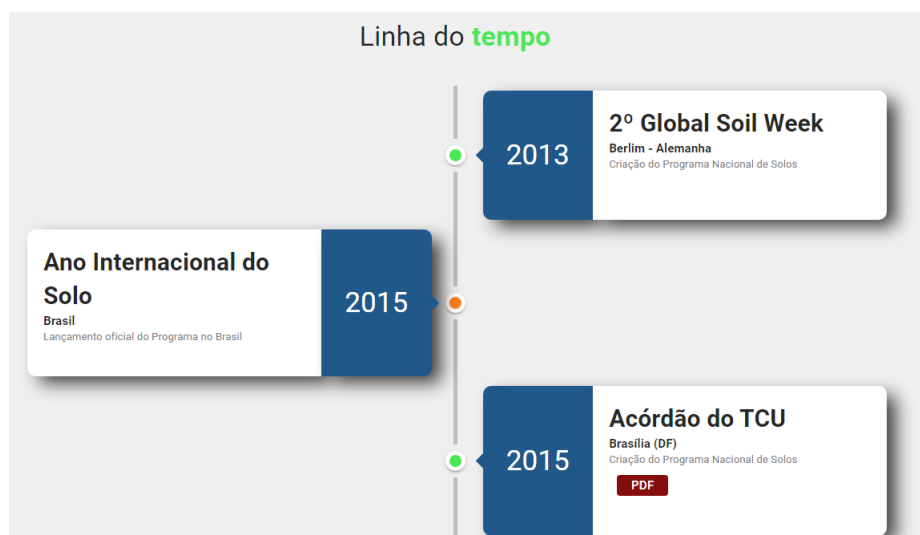 Linha do tempo
2013
2º Global Soil Week
Berlim - Alemanha
Criação do Programa Nacional de Solos
Ano Internacional do
Solo
Brasil
Lançamento oficial do Programa no Brasil
2015
2015
Acórdão do TCU
Brasília (DF)
Criação do Programa Nacional de Solos
PDF